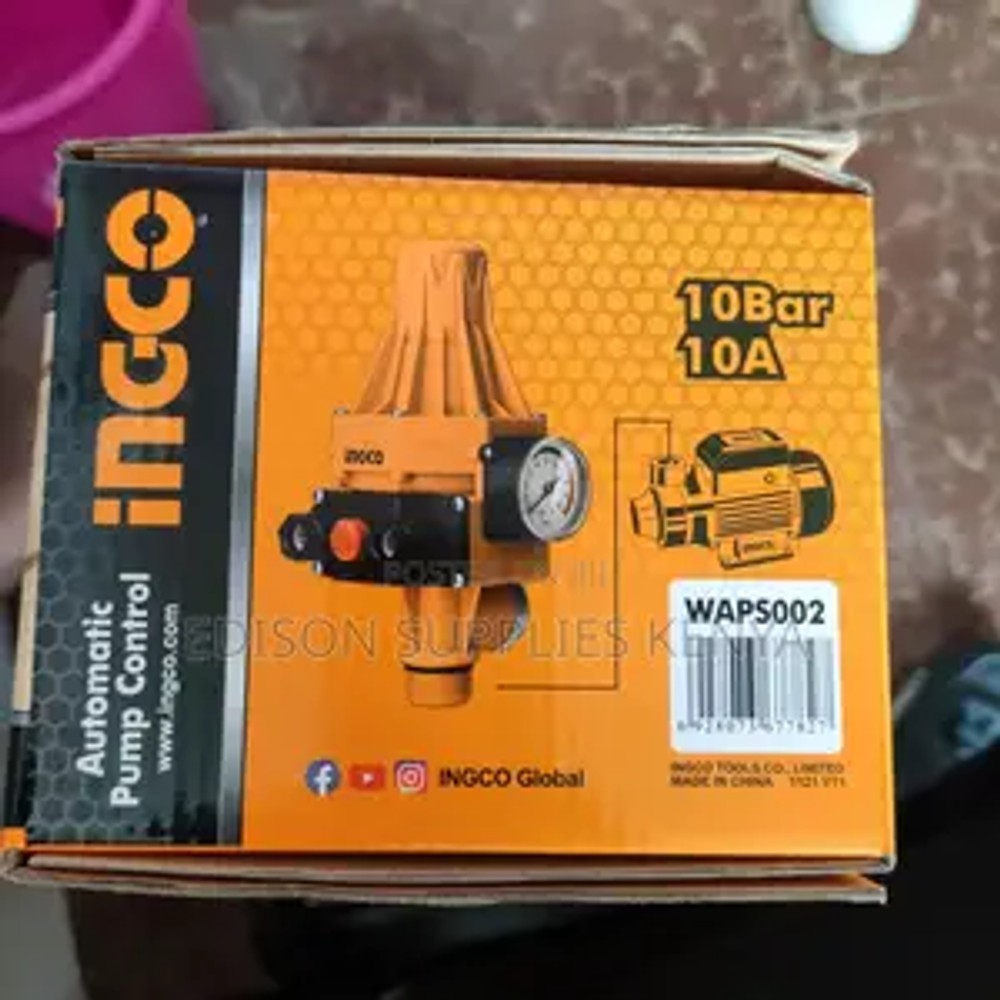 INGCO
Automatic
Pump Control
www.ingco.com
10Bar
10A
INGCO
INGCO
WAPS002
INGCO Global
INGCO TOOLS CO., LIMITED
MADE IN CHINA
EDISON SUPPLIES KENYA